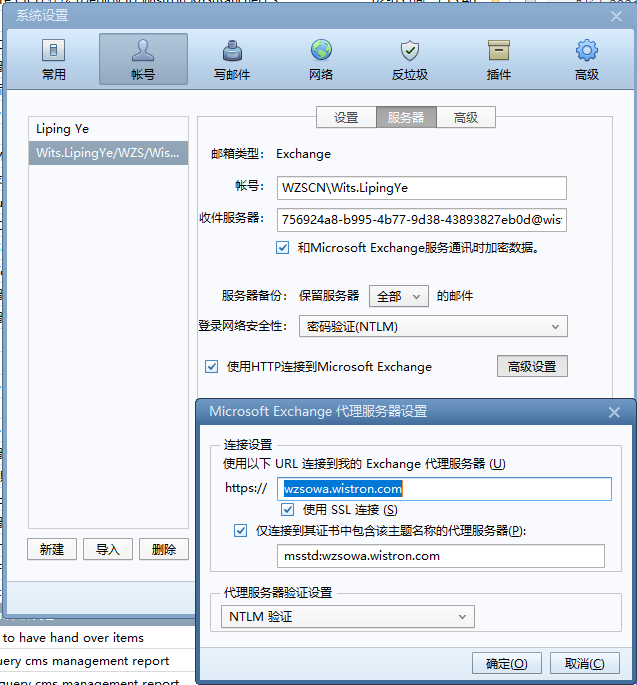 系统设置
常用
帐号
写邮件
网络
反垃圾
插件
高级
Liping Ye
Wits.LipingYe/WZS/Wis...
设置
服务器
高级
邮箱类型: Exchange
帐号: WZSCN\Wits.LipingYe
收件服务器: 756924a8-b995-4b77-9d38-43893827eb0d@wis
和Microsoft Exchange服务通讯时加密数据。
服务器备份: 保留服务器 全部 的邮件
登录网络安全性: 密码验证(NTLM)
使用HTTP连接到Microsoft Exchange 高级设置
Microsoft Exchange 代理服务器设置
连接设置
使用以下 URL 连接到我的 Exchange 代理服务器 (U)
https:// wzsowa.wistron.com
使用 SSL 连接 (S)
仅连接到其证书中包含该主题名称的代理服务器(P):
msstd:wzsowa.wistron.com
新建 导入 删除
代理服务器验证设置
NTLM 验证
to have hand over items
uery cms management report
确定(O) 取消(C)
uery cms management report